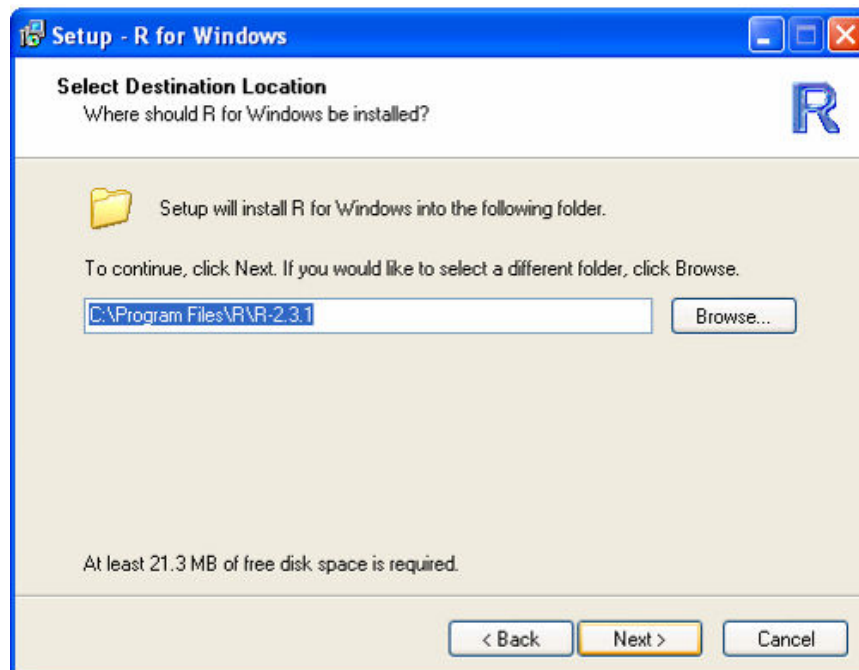 Setup - R for Windows
Select Destination Location
Where should R for Windows be installed?
R
Setup will install R for Windows into the following folder.
To continue, click Next. If you would like to select a different folder, click Browse.
C:\Program Files\R\R-2.3.1
Browse...
At least 21.3 MB of free disk space is required.
< Back
Next >
Cancel